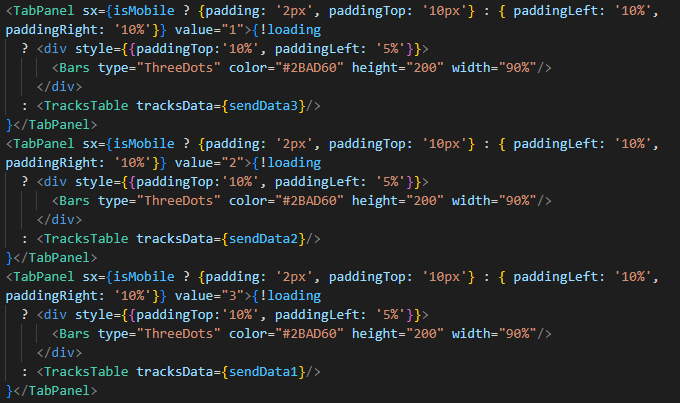 <TabPanel sx={isMobile ? {padding: '2px', paddingTop: '10px'} : { paddingLeft: '10%',
paddingRight: '10%'}} value="1">{!loading
  ? <div style={{paddingTop:'10%', paddingLeft: '5%'}}>
      <Bars type="ThreeDots" color="#2BAD60" height="200" width="90%"/>
    </div>
  : <TracksTable tracksData={sendData3}/>
}</TabPanel>
<TabPanel sx={isMobile ? {padding: '2px', paddingTop: '10px'} : { paddingLeft: '10%',
paddingRight: '10%'}} value="2">{!loading
  ? <div style={{paddingTop:'10%', paddingLeft: '5%'}}>
      <Bars type="ThreeDots" color="#2BAD60" height="200" width="90%"/>
    </div>
  : <TracksTable tracksData={sendData2}/>
}</TabPanel>
<TabPanel sx={isMobile ? {padding: '2px', paddingTop: '10px'} : { paddingLeft: '10%',
paddingRight: '10%'}} value="3">{!loading
  ? <div style={{paddingTop:'10%', paddingLeft: '5%'}}>
      <Bars type="ThreeDots" color="#2BAD60" height="200" width="90%"/>
    </div>
  : <TracksTable tracksData={sendData1}/>
}</TabPanel>